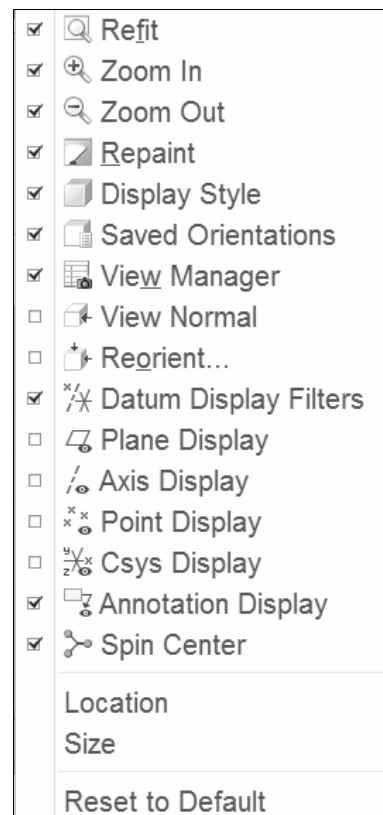 Refit
Zoom In
Zoom Out
Repaint
Display Style
Saved Orientations
View Manager
View Normal
Reorient...
Datum Display Filters
Plane Display
Axis Display
Point Display
Csys Display
Annotation Display
Spin Center
Location
Size
Reset to Default